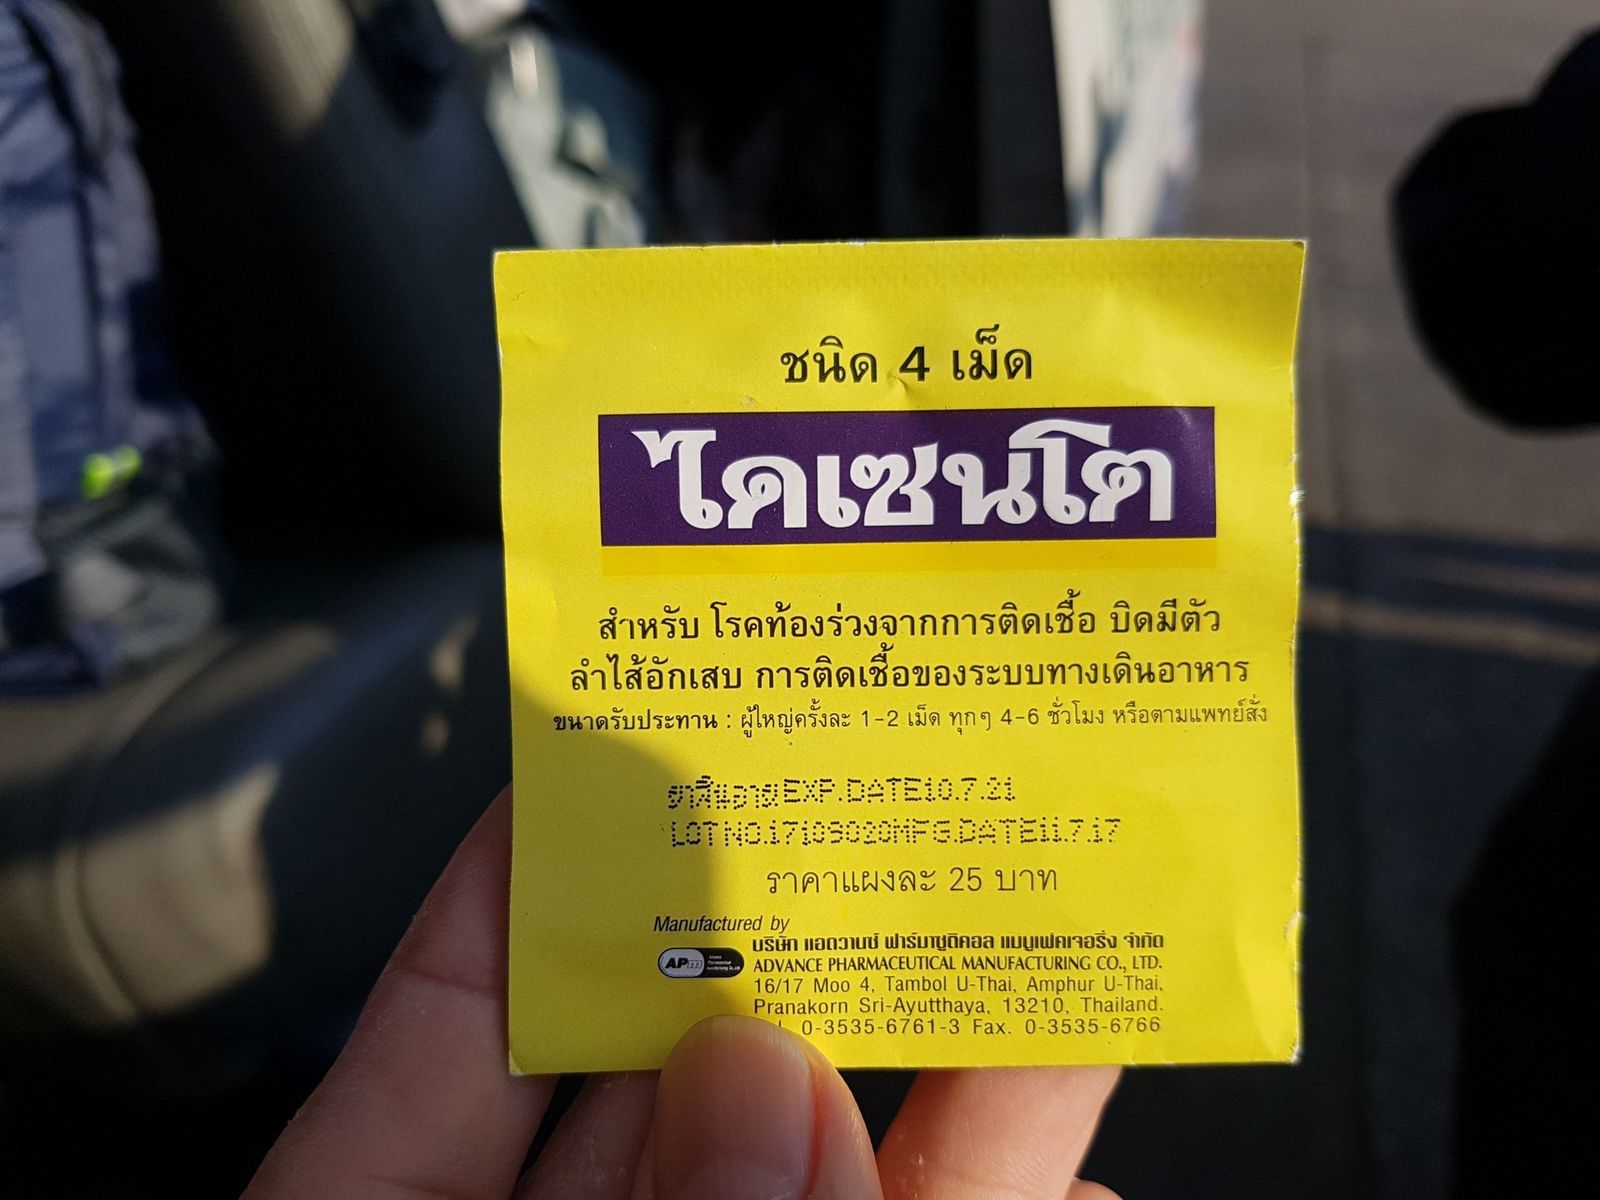 ชนิด 4 เม็ด
ไดเซนโต
สำหรับ โรคท้องร่วงจากการติดเชื้อ บิดมีตัว
ลำไส้อักเสบ การติดเชื้อของระบบทางเดินอาหาร
ขนาดรับประทาน : ผู้ใหญ่ครั้งละ 1-2 เม็ด ทุกๆ 4-6 ชั่วโมง หรือตามแพทย์สั่ง
ยาสิ้นอายุ EXP.DATE10.7.21
LOT NO.17103020MFG.DATE11.7.17
ราคาแผงละ 25 บาท
Manufactured by
APm
บริษัท แอดวานซ์ ฟาร์มาซูติคอล แมนูแฟคเจอริ่ง จำกัด
ADVANCE PHARMACEUTICAL MANUFACTURING CO., LTD.
16/17 Moo 4, Tambol U-Thai, Amphur U-Thai,
Pranakorn Sri-Ayutthaya, 13210, Thailand.
0-3535-6761-3 Fax. 0-3535-6766